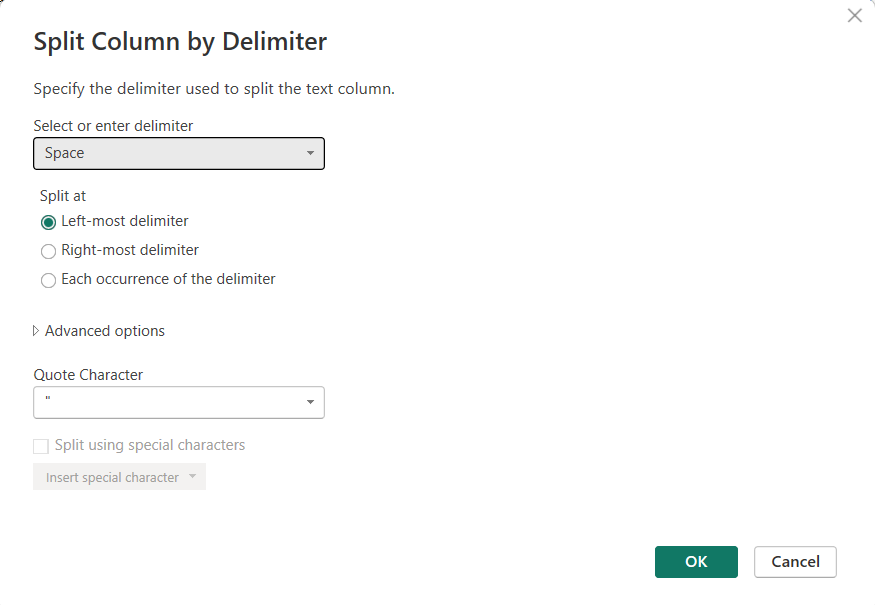 Split Column by Delimiter
Specify the delimiter used to split the text column.
Select or enter delimiter
Space
Split at
Left-most delimiter
Right-most delimiter
Each occurrence of the delimiter
Advanced options
Quote Character
"
Split using special characters
Insert special character
OK
Cancel